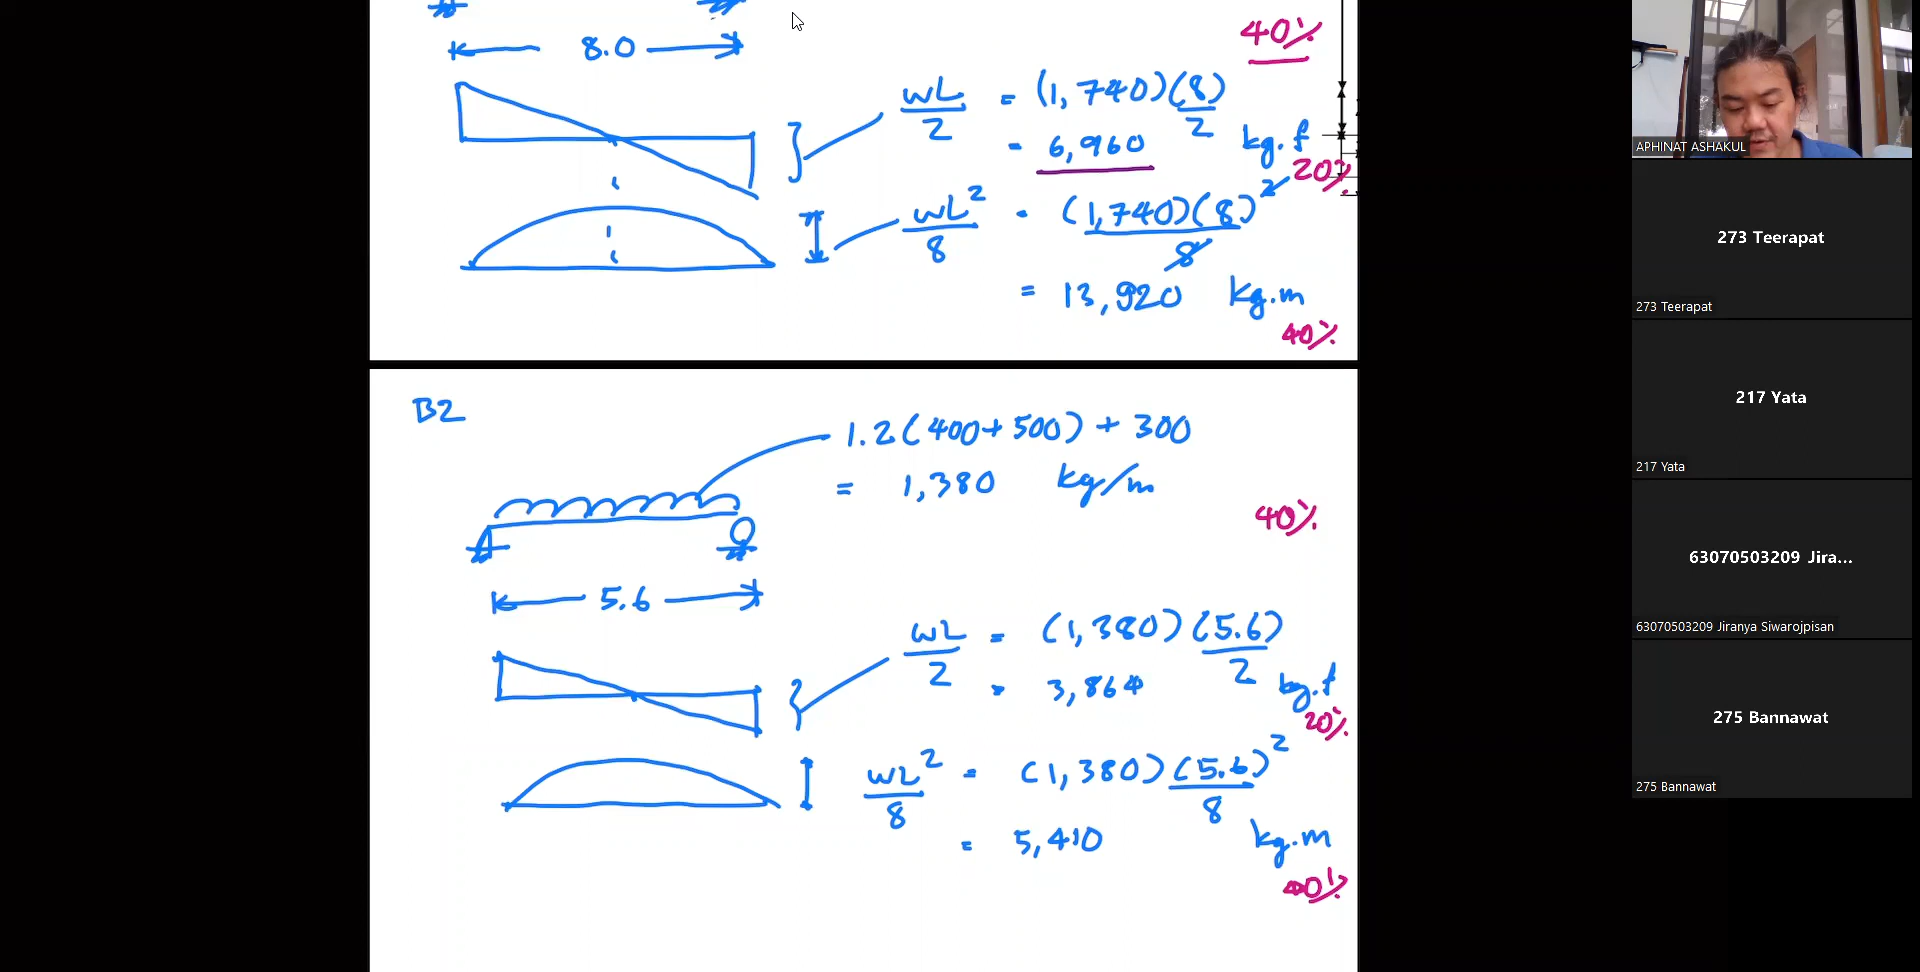 8.0
40%
wL/2 = (1,740)(8)/2
= 6,960 kg.f
20%
wL²/8 = (1,740)(8)²/8
= 13,920 kg.m
40%
B2
1.2(400+500) + 300
= 1,380 kg/m
40%
5.6
wL/2 = (1,380)(5.6)/2
= 3,864 kg.f
20%
wL²/8 = (1,380)(5.6)²/8
= 5,410 kg.m
40%
APHINAT ASHAKUL
273 Teerapat
273 Teerapat
217 Yata
217 Yata
63070503209 Jira...
63070503209 Jiranya Siwarojpisan
275 Bannawat
275 Bannawat